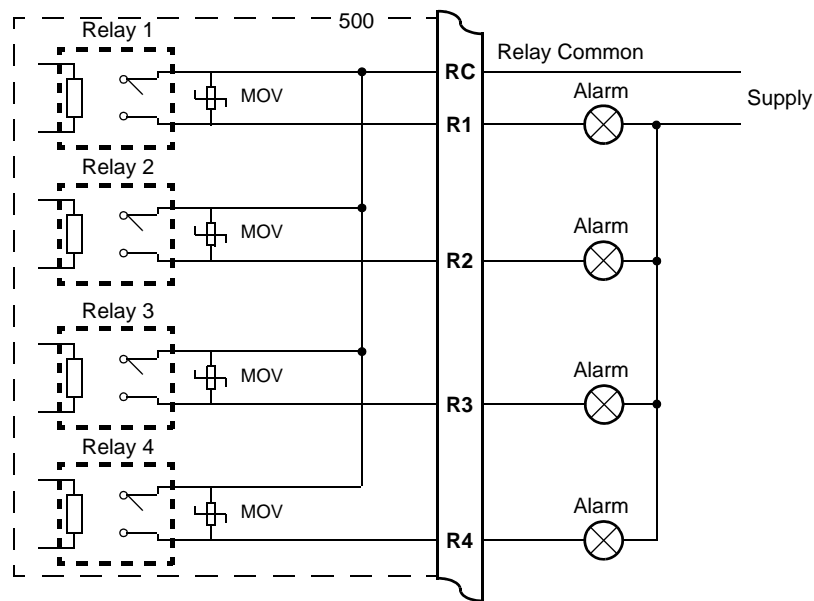 500
Relay 1
Relay Common
RC
MOV
Alarm
Supply
R1
Relay 2
Alarm
MOV
R2
Relay 3
Alarm
MOV
R3
Relay 4
Alarm
MOV
R4